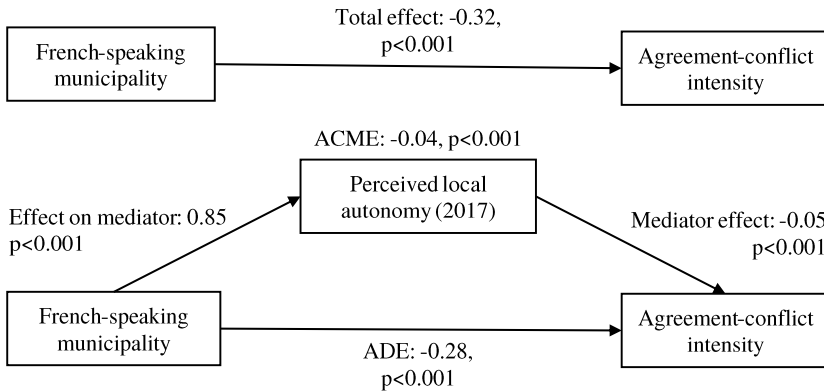 Total effect: -0.32,
p<0.001
French-speaking
municipality
Agreement-conflict
intensity
ACME: -0.04, p<0.001
Perceived local
autonomy (2017)
Effect on mediator: 0.85
p<0.001
Mediator effect: -0.05
p<0.001
French-speaking
municipality
Agreement-conflict
intensity
ADE: -0.28,
p<0.001